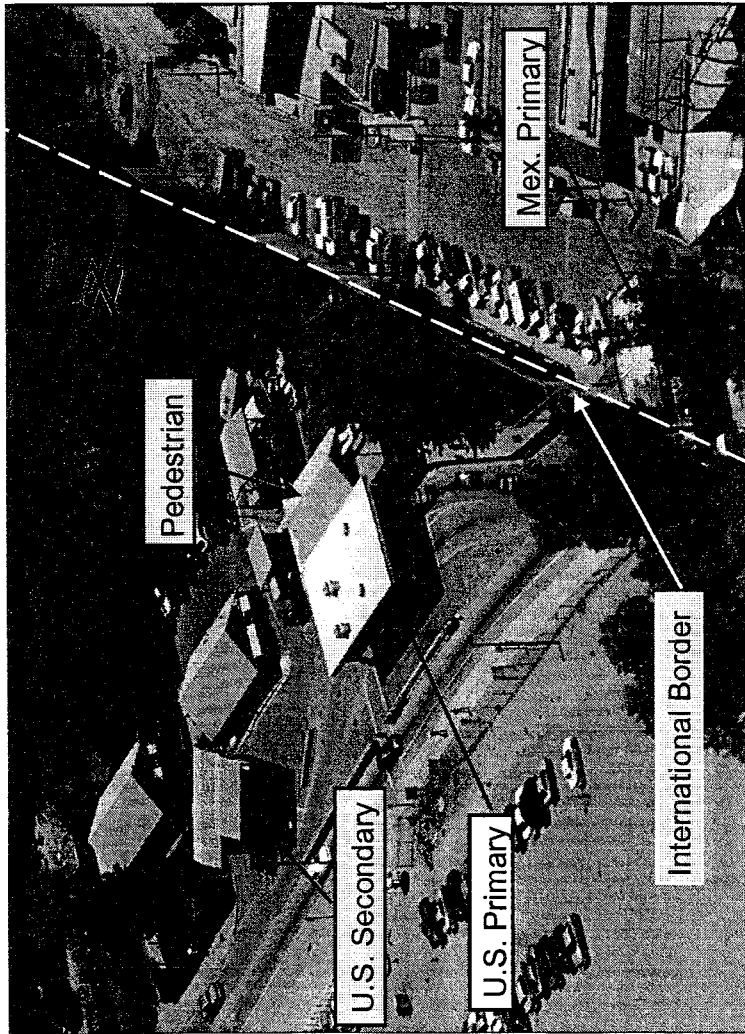 Pedestrian
U.S. Secondary
U.S. Primary
International Border
Mex. Primary